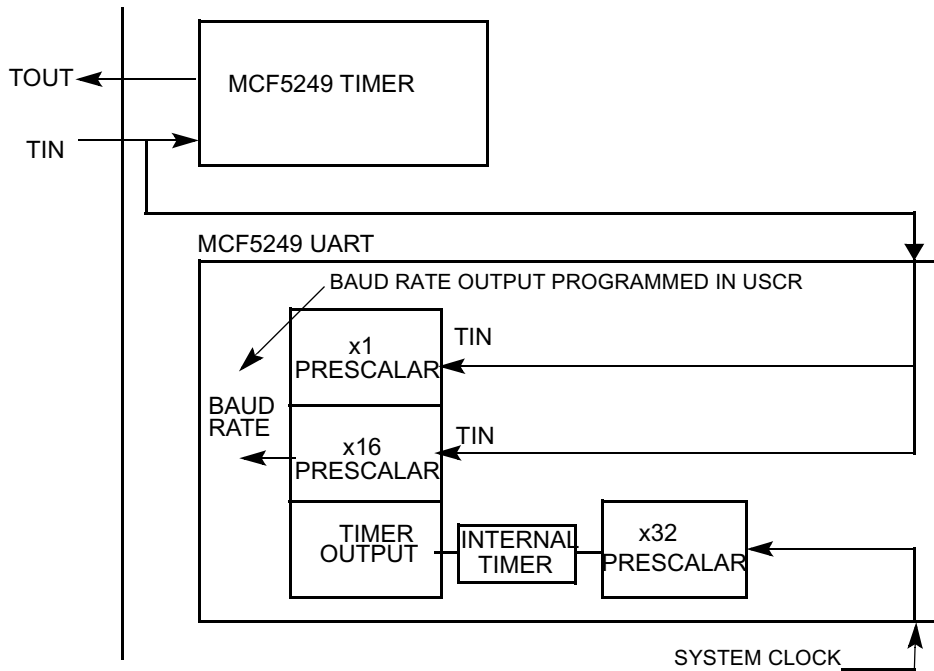 TOUT
MCF5249 TIMER
TIN
MCF5249 UART
BAUD RATE OUTPUT PROGRAMMED IN USCR
x1
PRESCALAR
TIN
BAUD
RATE
x16
PRESCALAR
TIN
TIMER
OUTPUT
INTERNAL
TIMER
x32
PRESCALAR
SYSTEM CLOCK